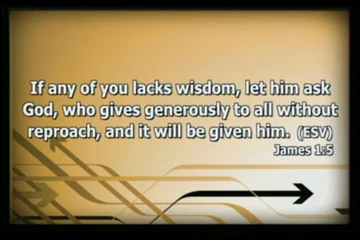 If any of you lacks wisdom, let him ask
God, who gives generously to all without
reproach, and it will be given him. (ESV)
James 1:5